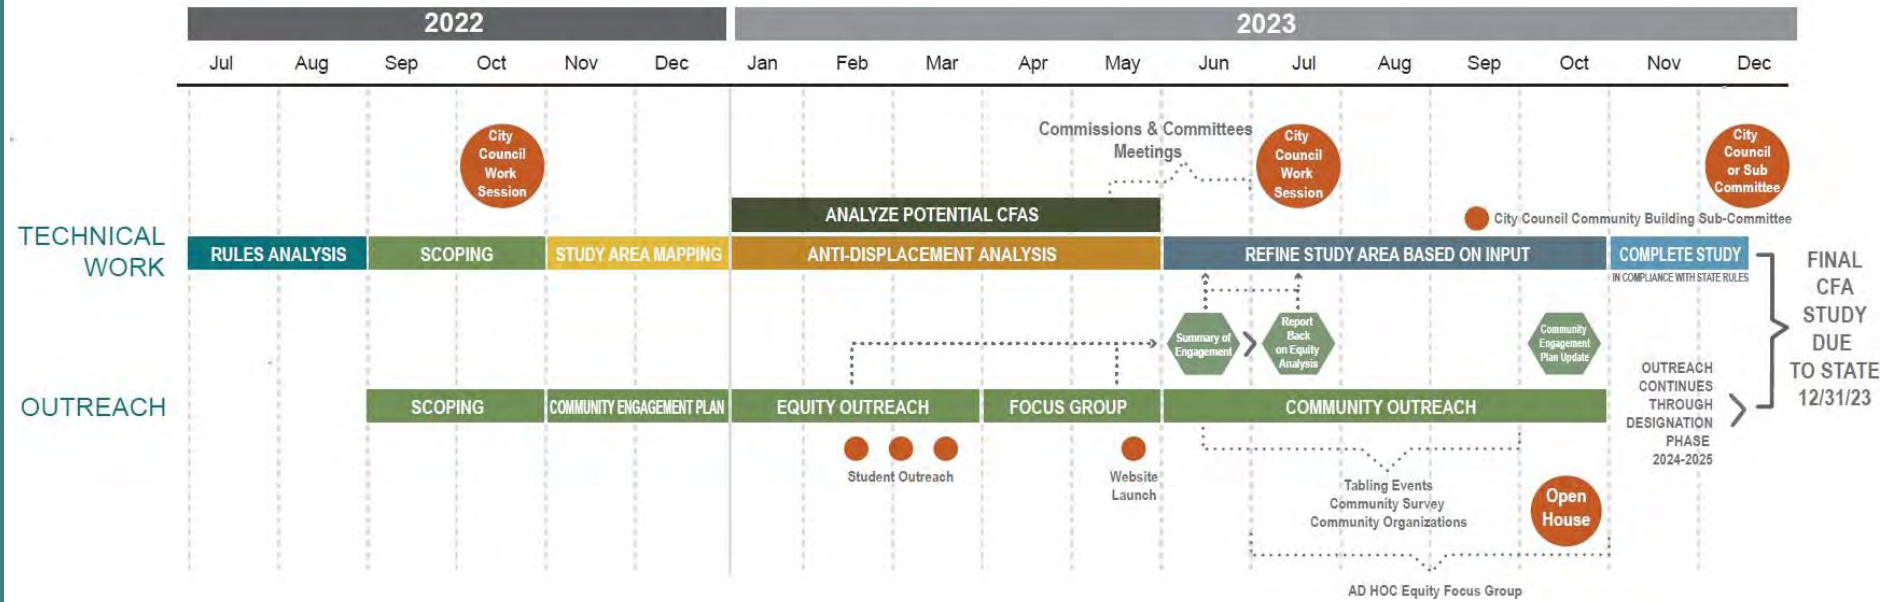 2022
2023
Jul Aug Sep Oct Nov Dec Jan Feb Mar Apr May Jun Jul Aug Sep Oct Nov Dec
City
Council
Work
Session
Commissions & Committees
Meetings
City
Council
Work
Session
City
Council
or Sub
Committee
ANALYZE POTENTIAL CFAS
City Council Community Building Sub-Committee
TECHNICAL
WORK
RULES ANALYSIS
SCOPING
STUDY AREA MAPPING
ANTI-DISPLACEMENT ANALYSIS
REFINE STUDY AREA BASED ON INPUT
COMPLETE STUDY
IN COMPLIANCE WITH STATE RULES
FINAL
CFA
STUDY
DUE
TO STATE
12/31/23
Summary of
Engagement
Report
Back
on Equity
Analysis
Community
Engagement
Plan Update
OUTREACH
SCOPING
COMMUNITY ENGAGEMENT PLAN
EQUITY OUTREACH
FOCUS GROUP
COMMUNITY OUTREACH
OUTREACH
CONTINUES
THROUGH
DESIGNATION
PHASE
2024-2025
Student Outreach
Website
Launch
Tabling Events
Community Survey
Community Organizations
Open
House
AD HOC Equity Focus Group